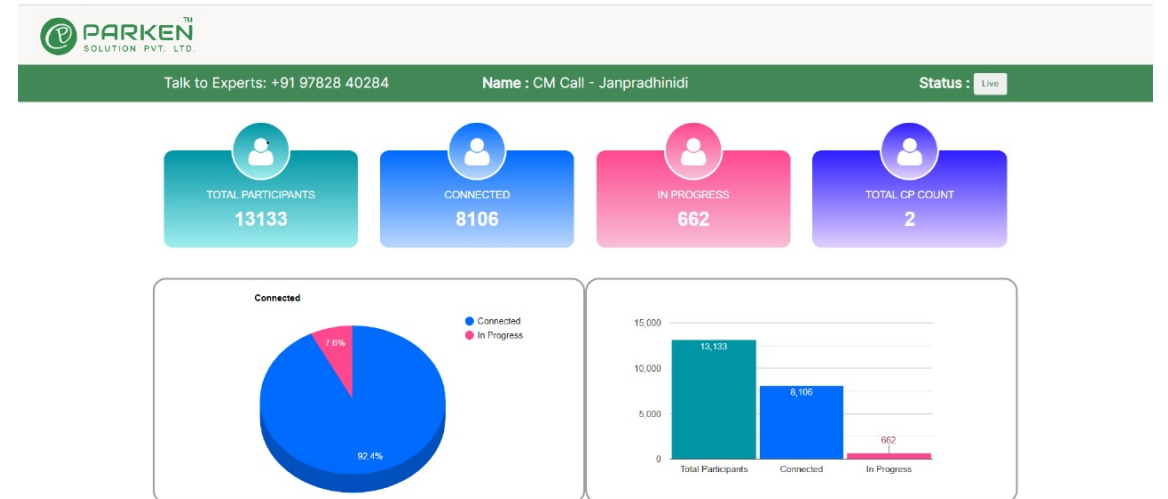 PARKEN™
SOLUTION PVT. LTD.
Talk to Experts: +91 97828 40284 Name : CM Call - Janpradhinidi Status : Live
TOTAL PARTICIPANTS
13133
CONNECTED
8106
IN PROGRESS
662
TOTAL CP COUNT
2
Connected
Connected
In Progress
7.6%
92.4%
15,000
10,000
5,000
0
13,133
8,106
662
Total Participants Connected In Progress